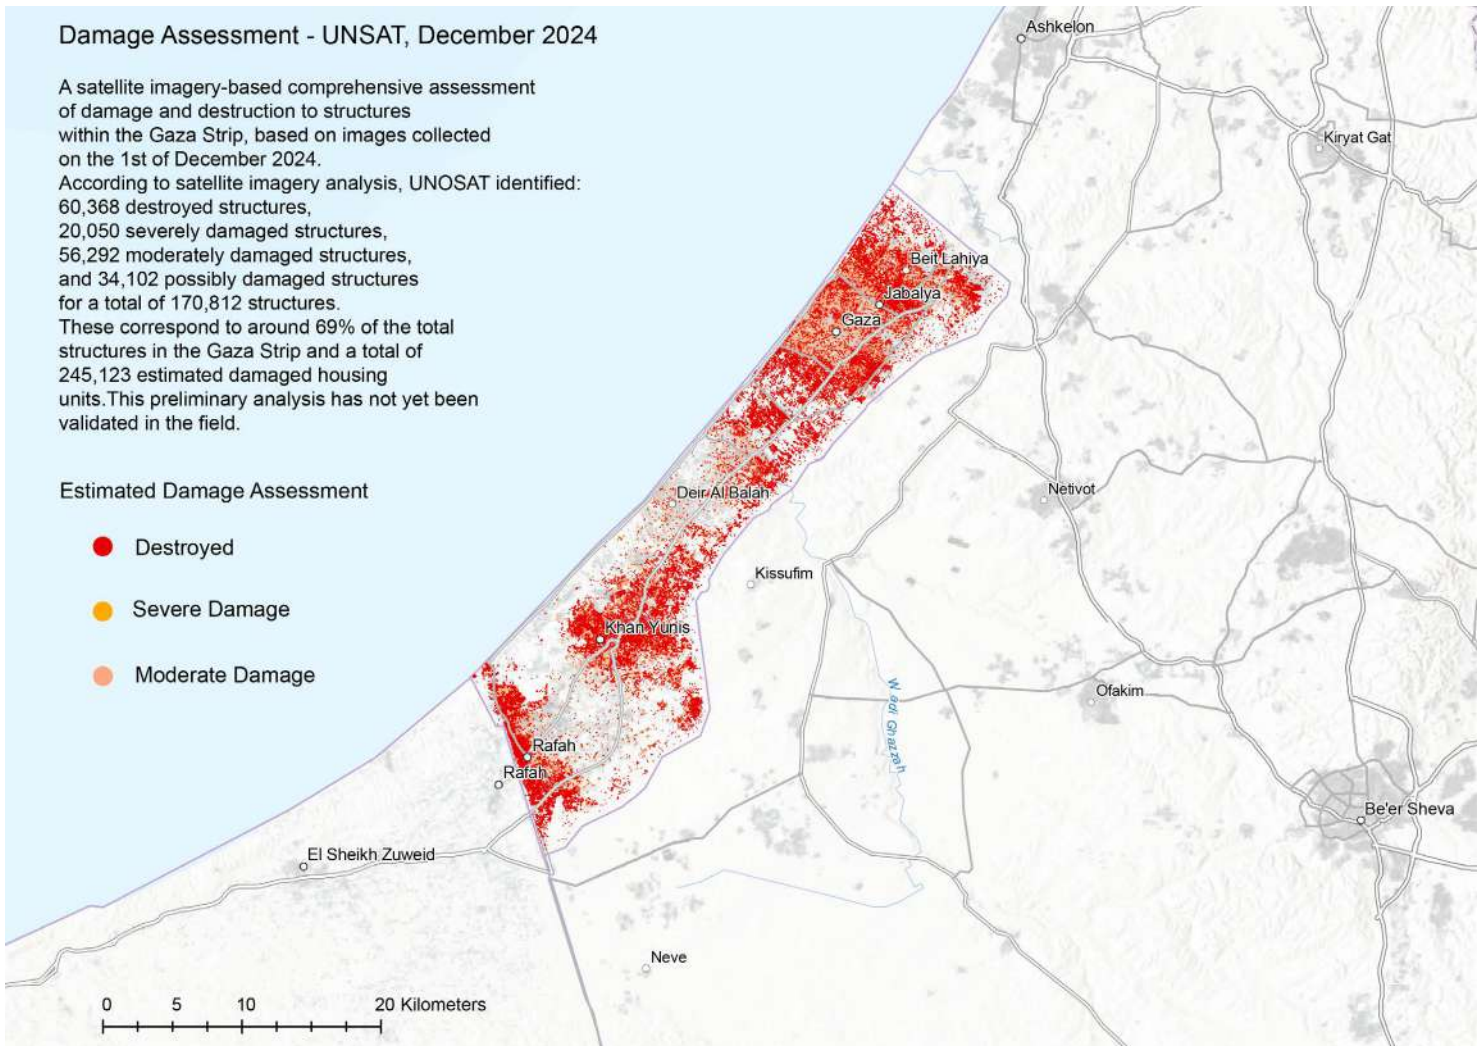 Damage Assessment - UNSAT, December 2024
A satellite imagery-based comprehensive assessment
of damage and destruction to structures
within the Gaza Strip, based on images collected
on the 1st of December 2024.
According to satellite imagery analysis, UNOSAT identified:
60,368 destroyed structures,
20,050 severely damaged structures,
56,292 moderately damaged structures,
and 34,102 possibly damaged structures
for a total of 170,812 structures.
These correspond to around 69% of the total
structures in the Gaza Strip and a total of
245,123 estimated damaged housing
units.This preliminary analysis has not yet been
validated in the field.
Estimated Damage Assessment
Destroyed
Severe Damage
Moderate Damage
Ashkelon
Kiryat Gat
Beit Lahiya
Jabalya
Gaza
Deir Al Balah
Netivot
Kissufim
Khan Yunis
Ofakim
Wadi Ghazzah
Rafah
Rafah
Be'er Sheva
El Sheikh Zuweid
Neve
0 5 10 20 Kilometers